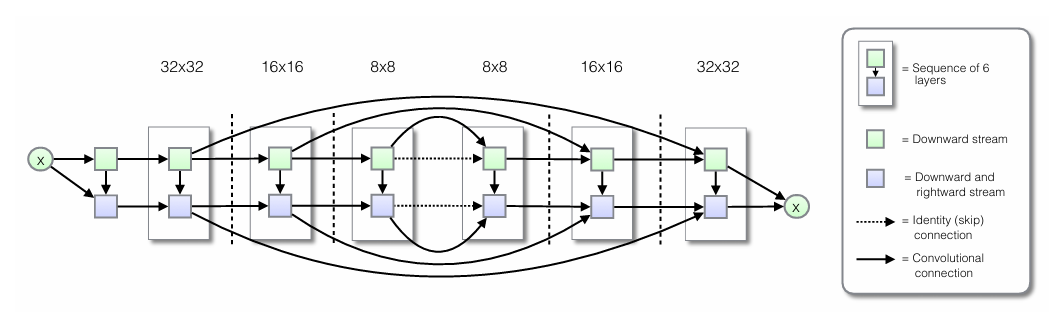 32x32
16x16
8x8
8x8
16x16
32x32
x
x
= Sequence of 6
layers
= Downward stream
= Downward and
rightward stream
= Identity (skip)
connection
= Convolutional
connection